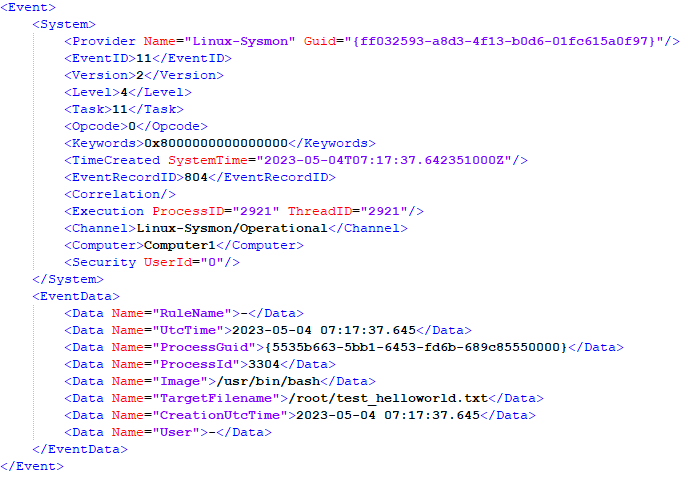 <Event>
<System>
<Provider Name="Linux-Sysmon" Guid="{ff032593-a8d3-4f13-b0d6-01fc615a0f97}"/>
<EventID>11</EventID>
<Version>2</Version>
<Level>4</Level>
<Task>11</Task>
<Opcode>0</Opcode>
<Keywords>0x8000000000000000</Keywords>
<TimeCreated SystemTime="2023-05-04T07:17:37.642351000Z"/>
<EventRecordID>804</EventRecordID>
<Correlation/>
<Execution ProcessID="2921" ThreadID="2921"/>
<Channel>Linux-Sysmon/Operational</Channel>
<Computer>Computer1</Computer>
<Security UserId="0"/>
</System>
<EventData>
<Data Name="RuleName">-</Data>
<Data Name="UtcTime">2023-05-04 07:17:37.645</Data>
<Data Name="ProcessGuid">{5535b663-5bb1-6453-fd6b-689c85550000}</Data>
<Data Name="ProcessId">3304</Data>
<Data Name="Image">/usr/bin/bash</Data>
<Data Name="TargetFilename">/root/test_helloworld.txt</Data>
<Data Name="CreationUtcTime">2023-05-04 07:17:37.645</Data>
<Data Name="User">-</Data>
</EventData>
</Event>